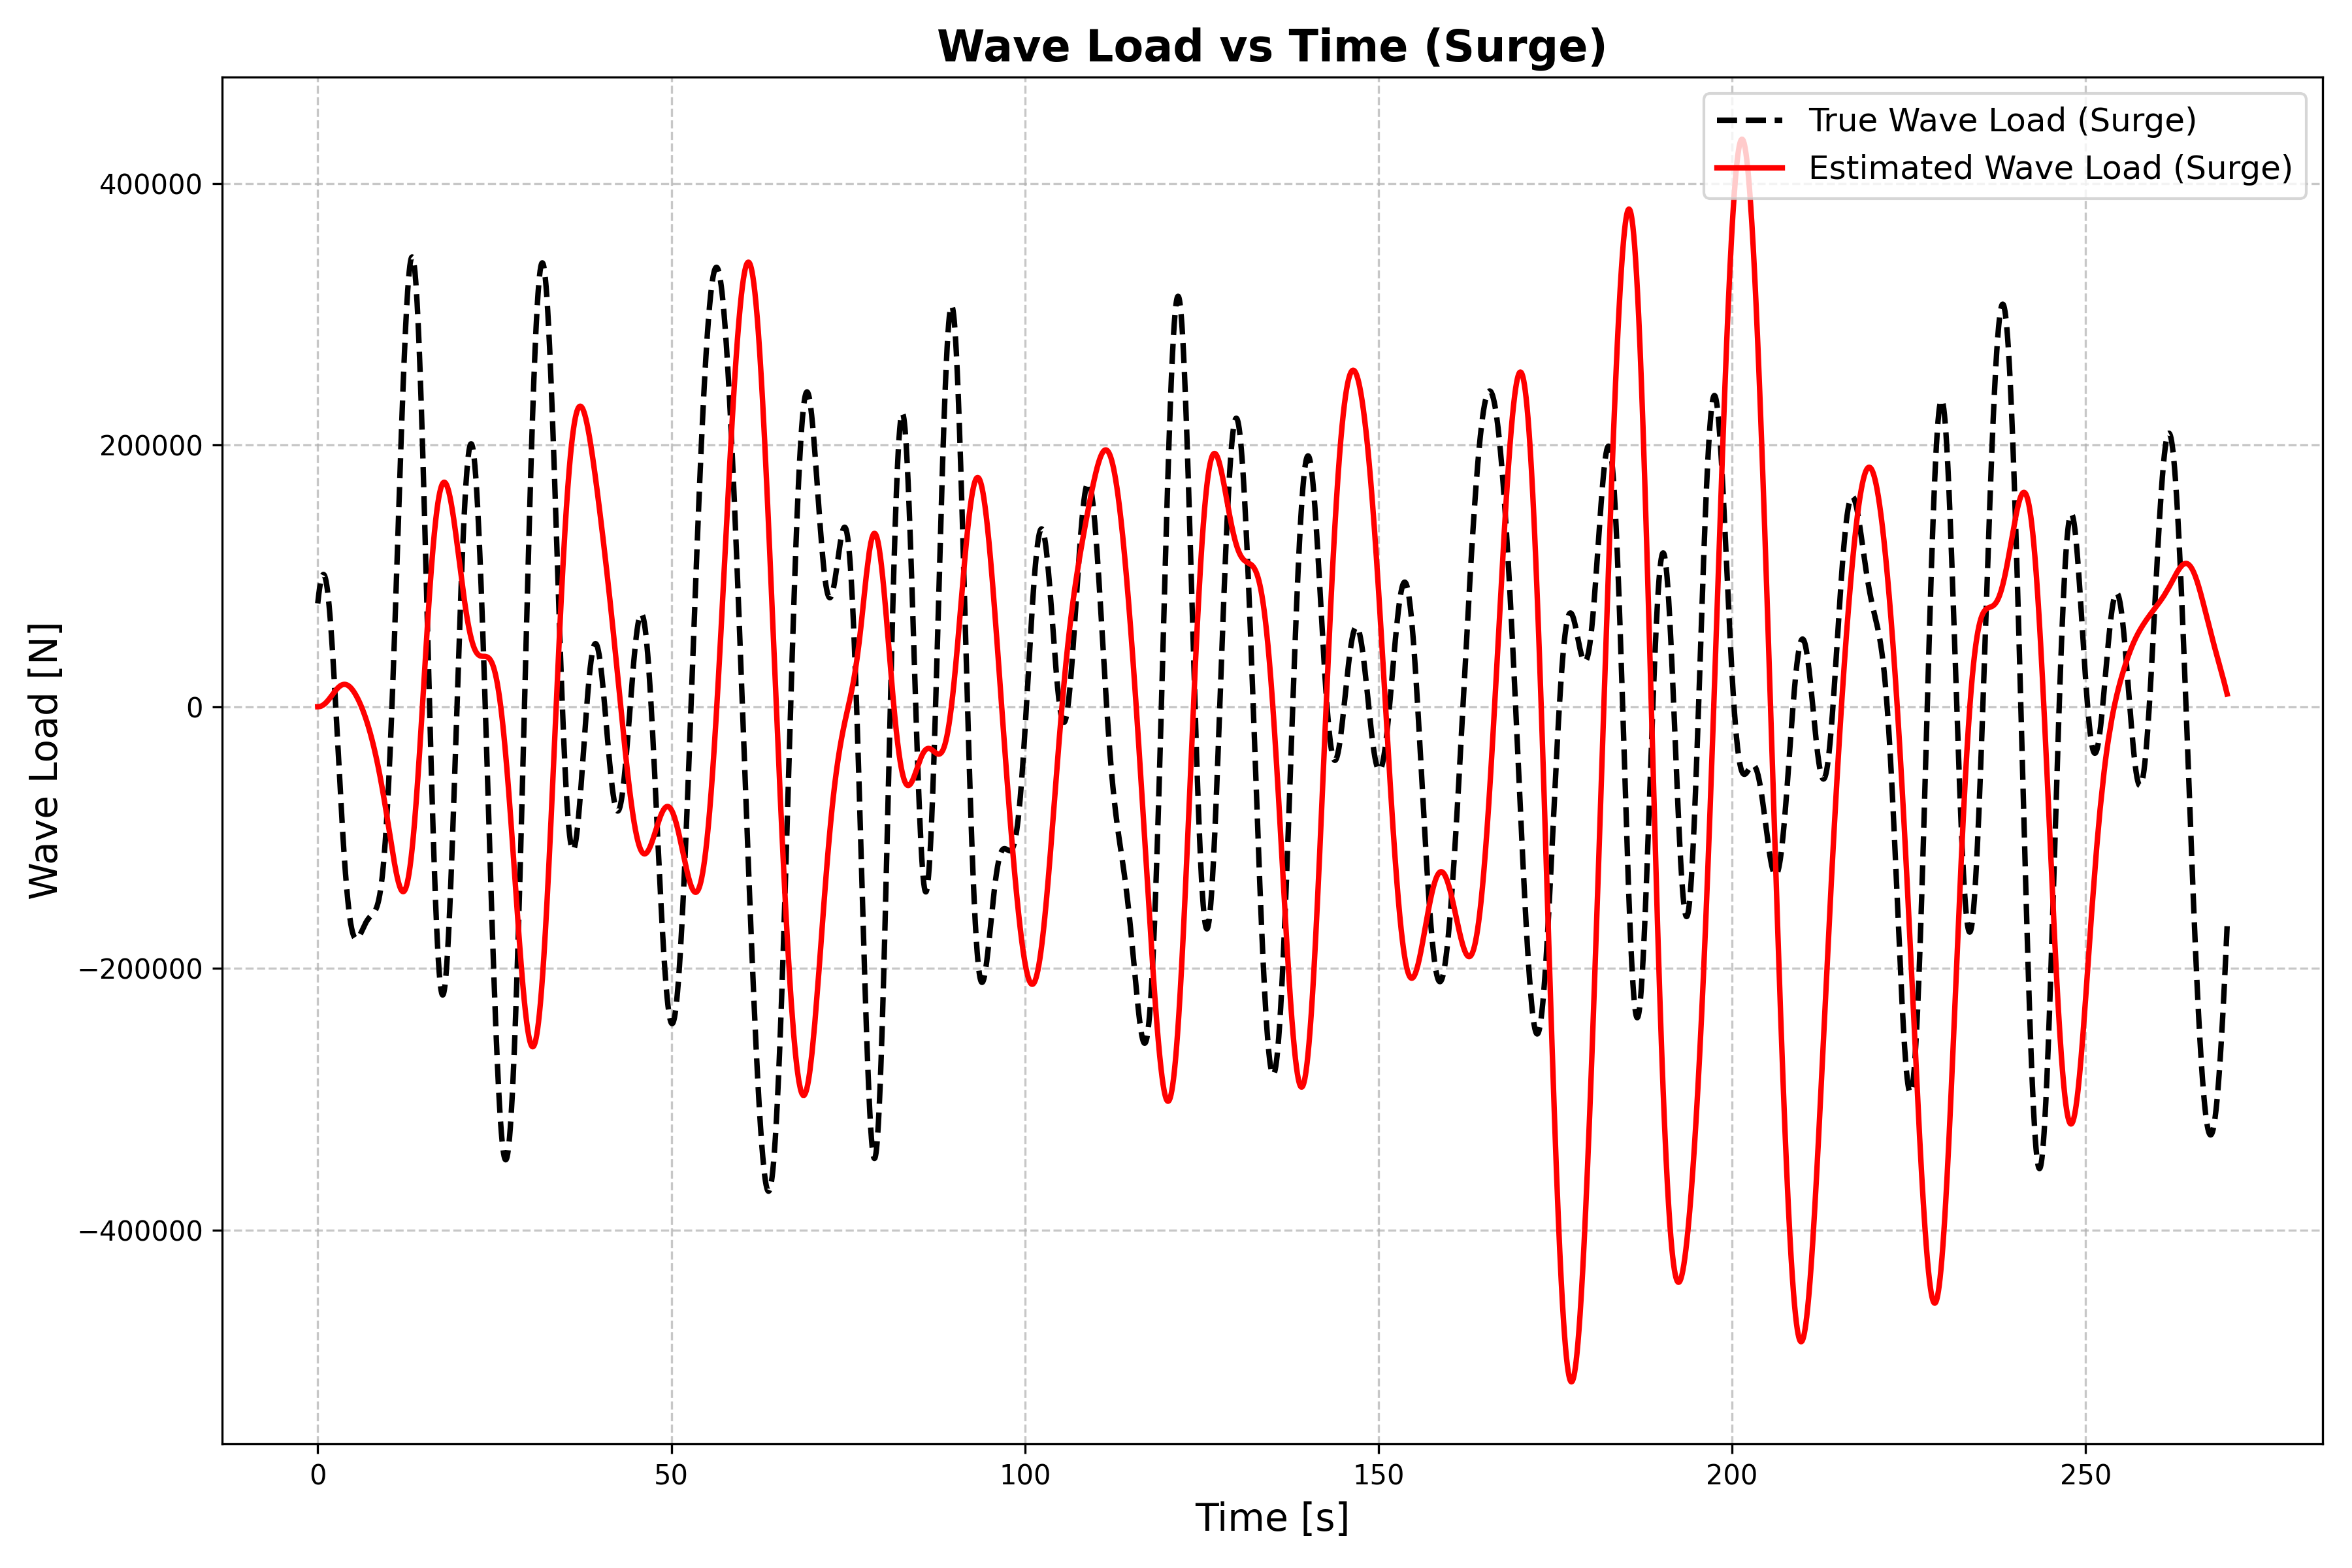 Wave Load vs Time (Surge)
True Wave Load (Surge)
Estimated Wave Load (Surge)
Wave Load [N]
400000
200000
0
−200000
−400000
0 50 100 150 200 250
Time [s]